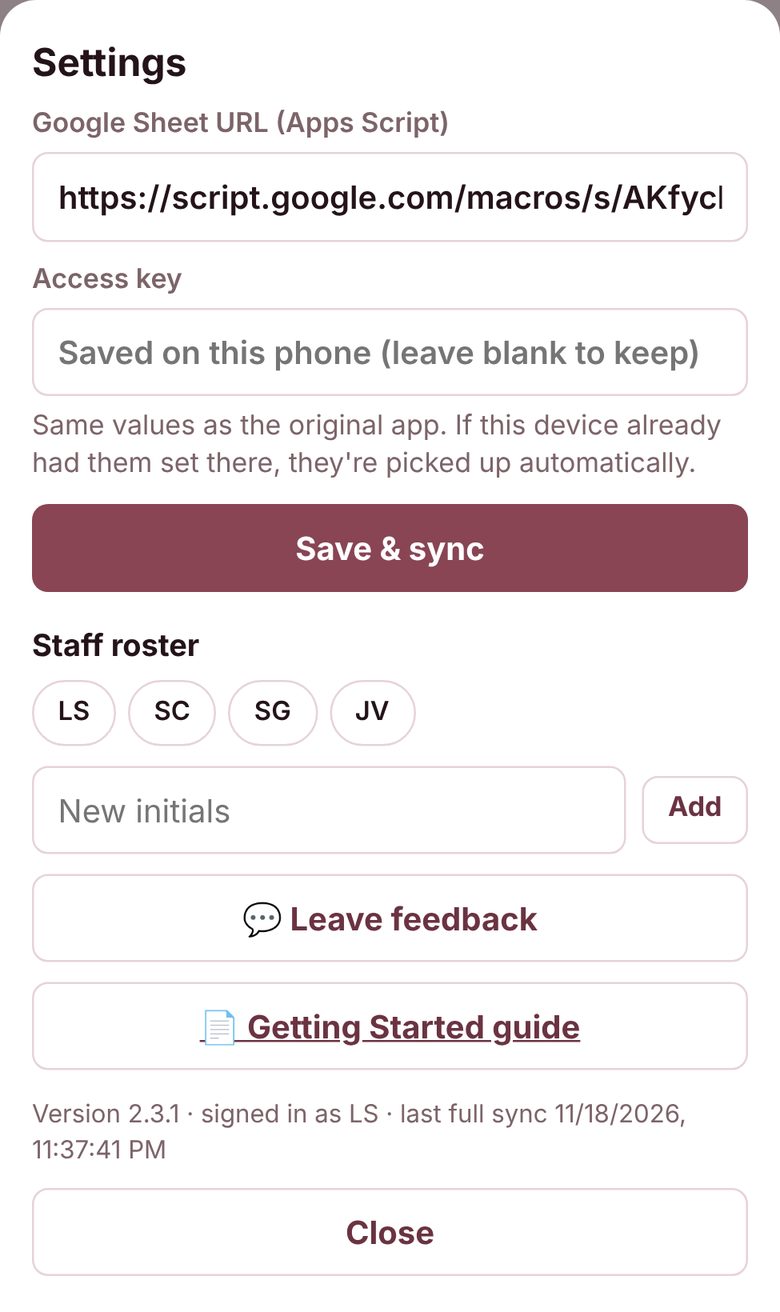 Settings
Google Sheet URL (Apps Script)
https://script.google.com/macros/s/AKfyc
Access key
Saved on this phone (leave blank to keep)
Same values as the original app. If this device already
had them set there, they're picked up automatically.
Save & sync
Staff roster
LS SC SG JV
New initials Add
💬 Leave feedback
📄 Getting Started guide
Version 2.3.1 · signed in as LS · last full sync 11/18/2026,
11:37:41 PM
Close